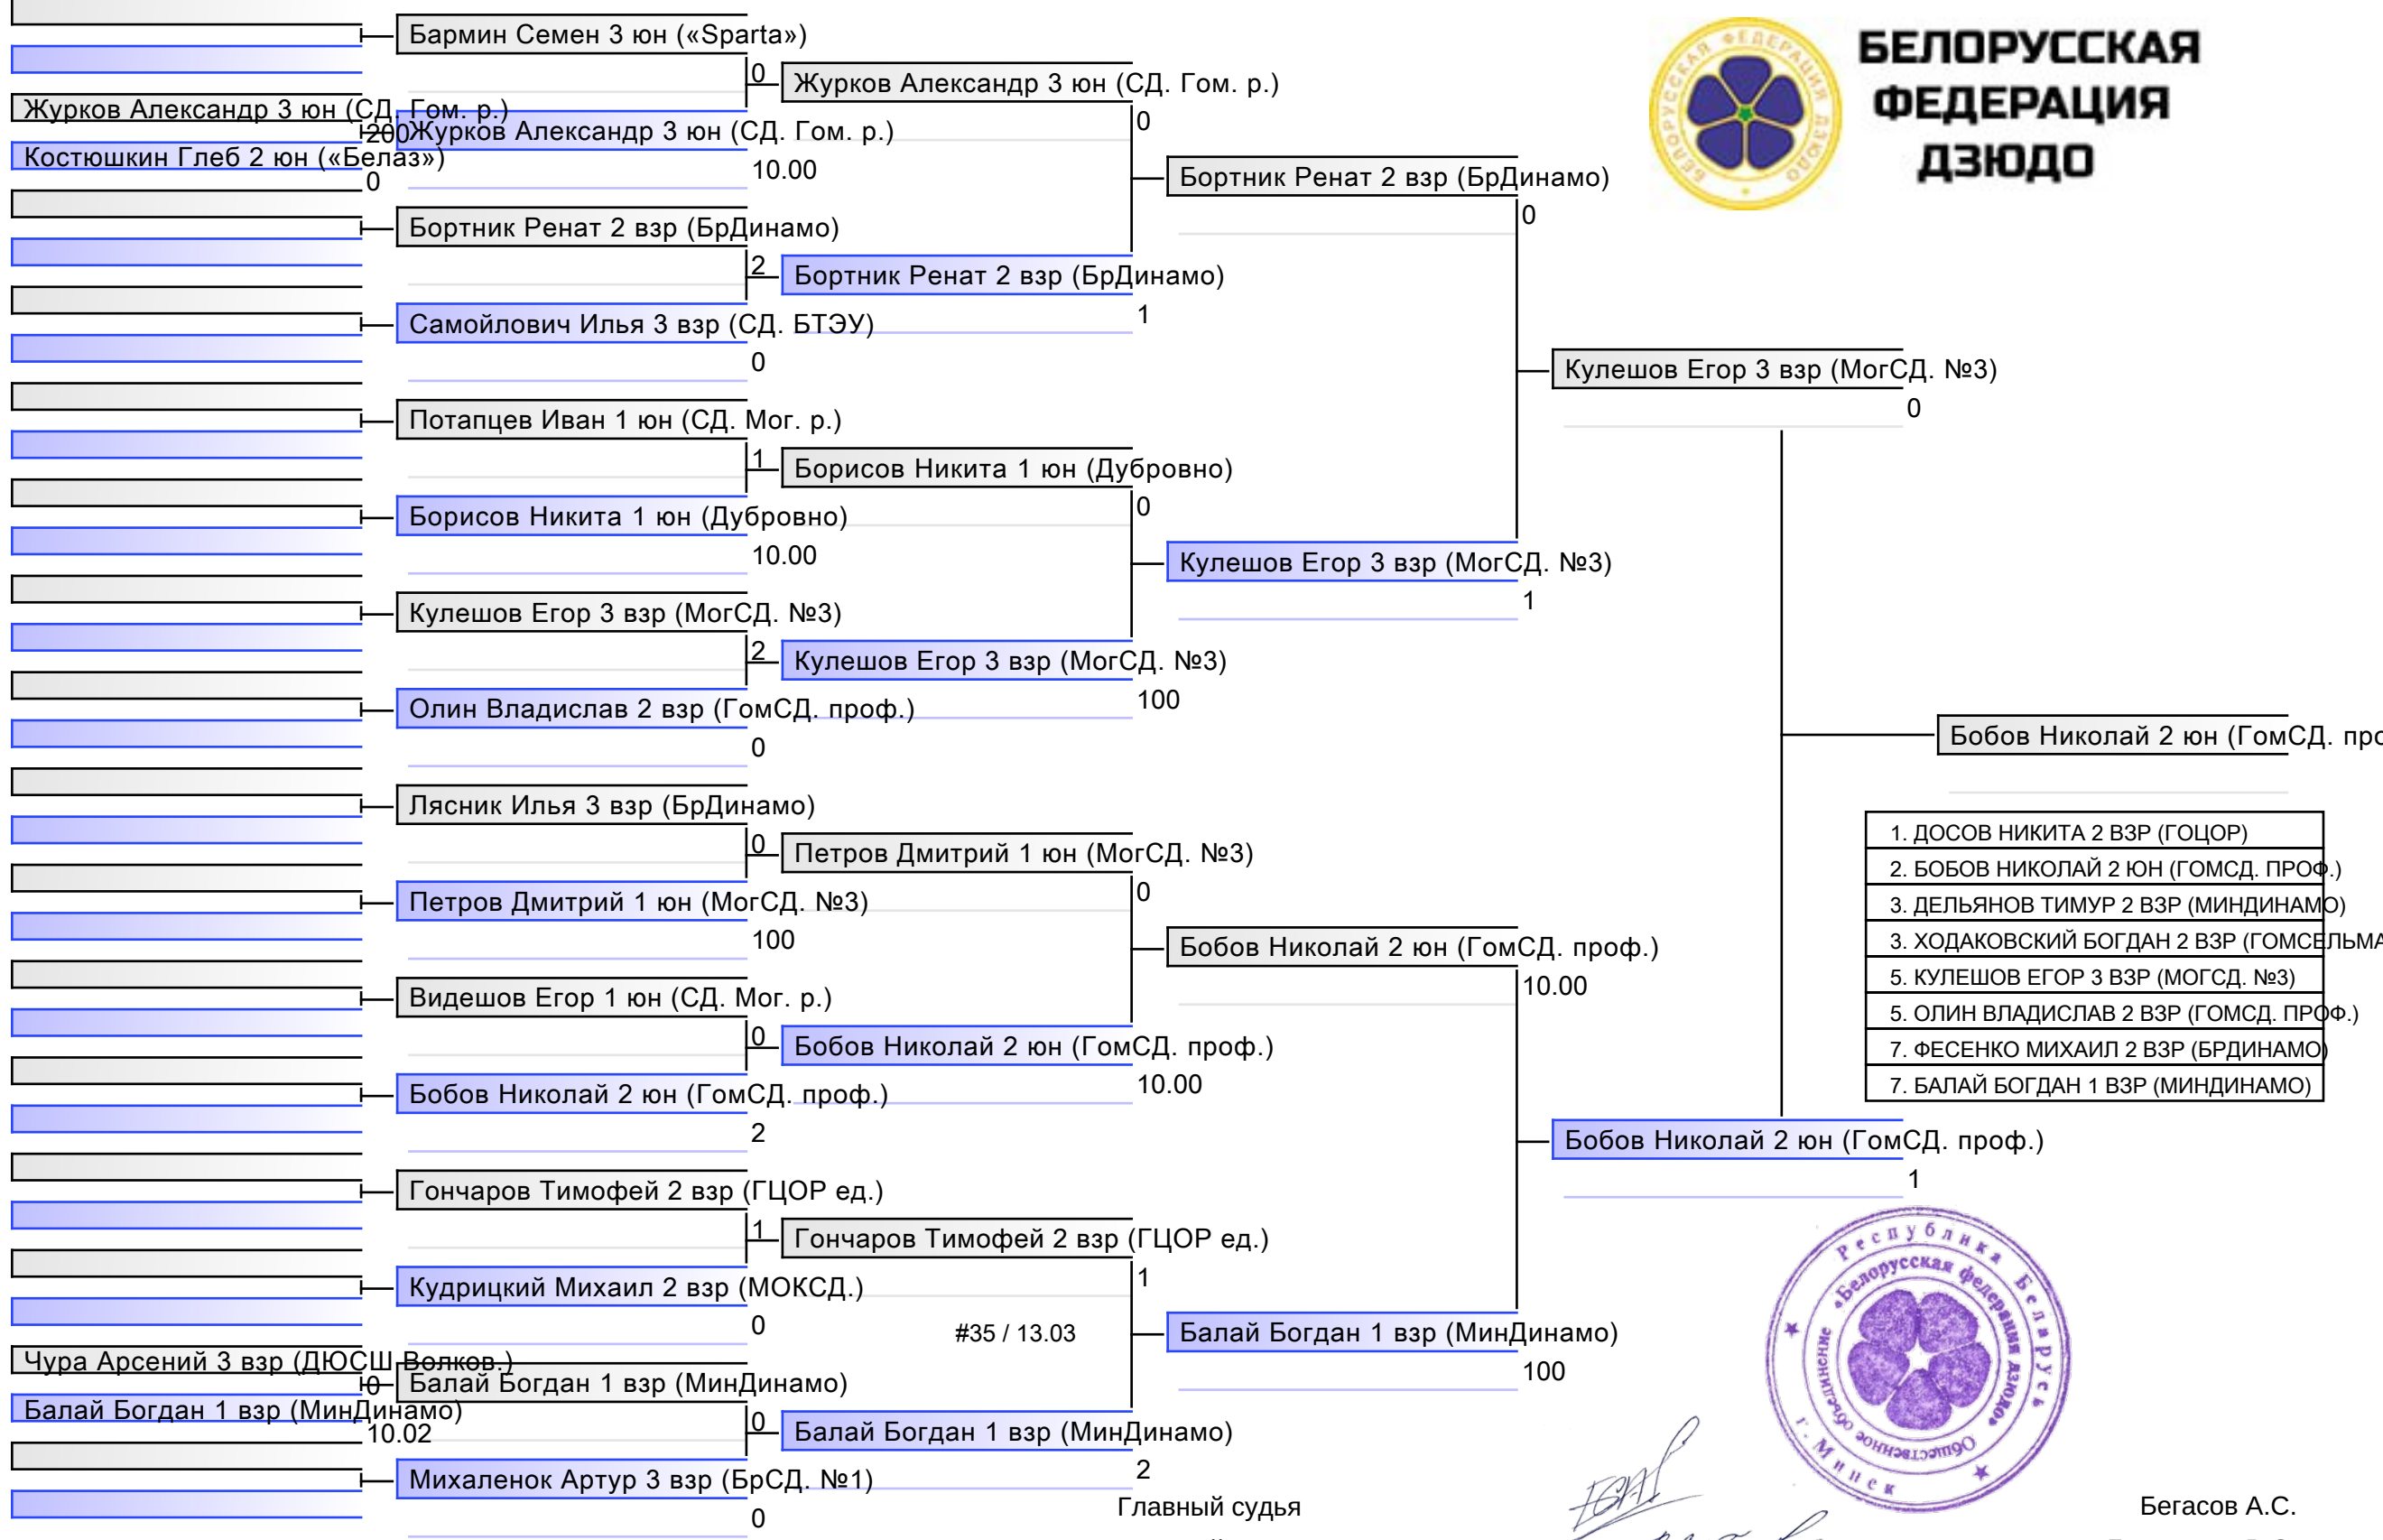 БЕЛОРУССКАЯ
ФЕДЕРАЦИЯ
ДЗЮДО
БЕЛОРУССКАЯ ФЕДЕРАЦИЯ ДЗЮДО
Журков Александр 3 юн (СД. Гом. р.)
200
Костюшкин Глеб 2 юн («Белаз»)
0
Чура Арсений 3 взр (ДЮСШ Волков.)
0
Балай Богдан 1 взр (МинДинамо)
10.02
Бармин Семен 3 юн («Sparta»)
0
Журков Александр 3 юн (СД. Гом. р.)
10.00
Бортник Ренат 2 взр (БрДинамо)
2
Самойлович Илья 3 взр (СД. БТЭУ)
0
Потапцев Иван 1 юн (СД. Мог. р.)
1
Борисов Никита 1 юн (Дубровно)
10.00
Кулешов Егор 3 взр (МогСД. №3)
2
Олин Владислав 2 взр (ГомСД. проф.)
0
Лясник Илья 3 взр (БрДинамо)
0
Петров Дмитрий 1 юн (МогСД. №3)
100
Видешов Егор 1 юн (СД. Мог. р.)
0
Бобов Николай 2 юн (ГомСД. проф.)
2
Гончаров Тимофей 2 взр (ГЦОР ед.)
1
Кудрицкий Михаил 2 взр (МОКСД.)
0
Балай Богдан 1 взр (МинДинамо)
0
Михаленок Артур 3 взр (БрСД. №1)
0
Журков Александр 3 юн (СД. Гом. р.)
0
Бортник Ренат 2 взр (БрДинамо)
1
Борисов Никита 1 юн (Дубровно)
0
Кулешов Егор 3 взр (МогСД. №3)
100
Петров Дмитрий 1 юн (МогСД. №3)
0
Бобов Николай 2 юн (ГомСД. проф.)
10.00
Гончаров Тимофей 2 взр (ГЦОР ед.)
1
#35 / 13.03
Балай Богдан 1 взр (МинДинамо)
2
Бортник Ренат 2 взр (БрДинамо)
0
Кулешов Егор 3 взр (МогСД. №3)
1
Бобов Николай 2 юн (ГомСД. проф.)
10.00
Балай Богдан 1 взр (МинДинамо)
100
Кулешов Егор 3 взр (МогСД. №3)
0
Бобов Николай 2 юн (ГомСД. проф.)
1
Бобов Николай 2 юн (ГомСД.
1. ДОСОВ НИКИТА 2 ВЗР (ГОЦОР)
2. БОБОВ НИКОЛАЙ 2 ЮН (ГОМСД. ПРОФ.)
3. ДЕЛЬЯНОВ ТИМУР 2 ВЗР (МИНДИНАМО)
3. ХОДАКОВСКИЙ БОГДАН 2 ВЗР (ГОМСЕЛЬМА
5. КУЛЕШОВ ЕГОР 3 ВЗР (МОГСД. №3)
5. ОЛИН ВЛАДИСЛАВ 2 ВЗР (ГОМСД. ПРОФ.)
7. ФЕСЕНКО МИХАИЛ 2 ВЗР (БРДИНАМО)
7. БАЛАЙ БОГДАН 1 ВЗР (МИНДИНАМО)
Республика Беларусь
г. Минск
Общественное объединение
«Белорусская федерация дзюдо»
Главный судья
Бегасов А.С.